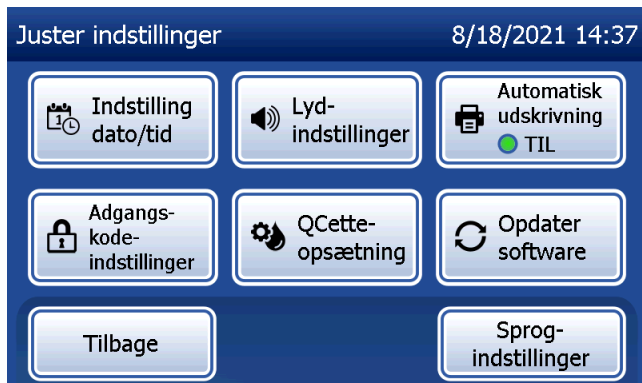 Juster indstillinger
8/18/2021 14:37
Indstilling
dato/tid
Lyd-
indstillinger
Automatisk
udskrivning
TIL
Adgangs-
kode-
indstillinger
QCette-
opsætning
Opdater
software
Tilbage
Sprog-
indstillinger